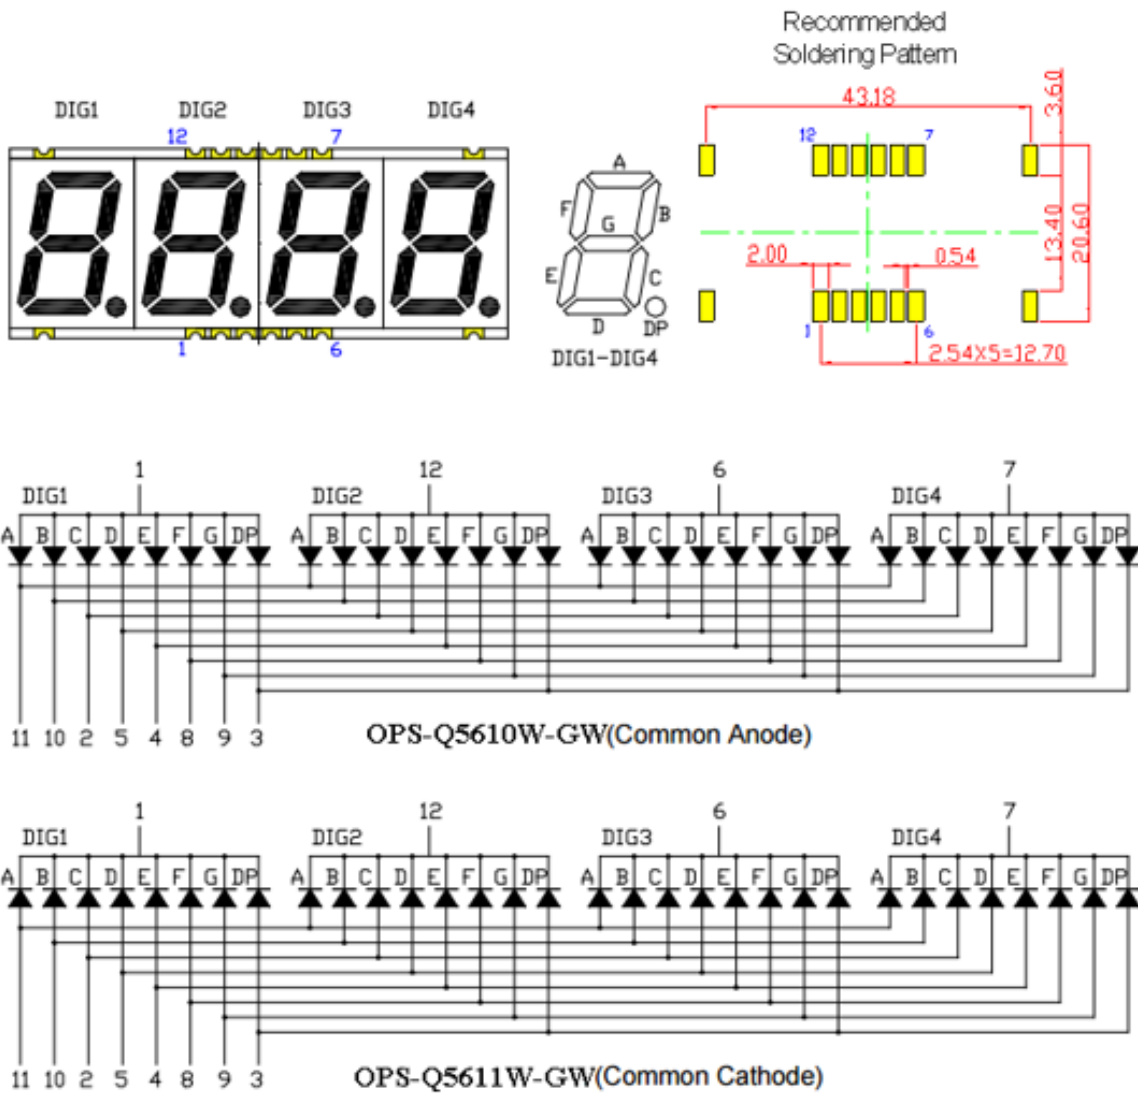 Recommended
Soldering Pattern
DIG1 DIG2 DIG3 DIG4
12 7
1 6
A
F B
G
E C
D DP
DIG1-DIG4
43.18
3.60
12 7
13.40
20.60
2.00 0.54
1 6
2.54X5=12.70
1 12 6 7
DIG1 DIG2 DIG3 DIG4
A B C D E F G DP A B C D E F G DP A B C D E F G DP A B C D E F G DP
11 10 2 5 4 8 9 3
OPS-Q5610W-GW(Common Anode)
1 12 6 7
DIG1 DIG2 DIG3 DIG4
A B C D E F G DP A B C D E F G DP A B C D E F G DP A B C D E F G DP
11 10 2 5 4 8 9 3
OPS-Q5611W-GW(Common Cathode)